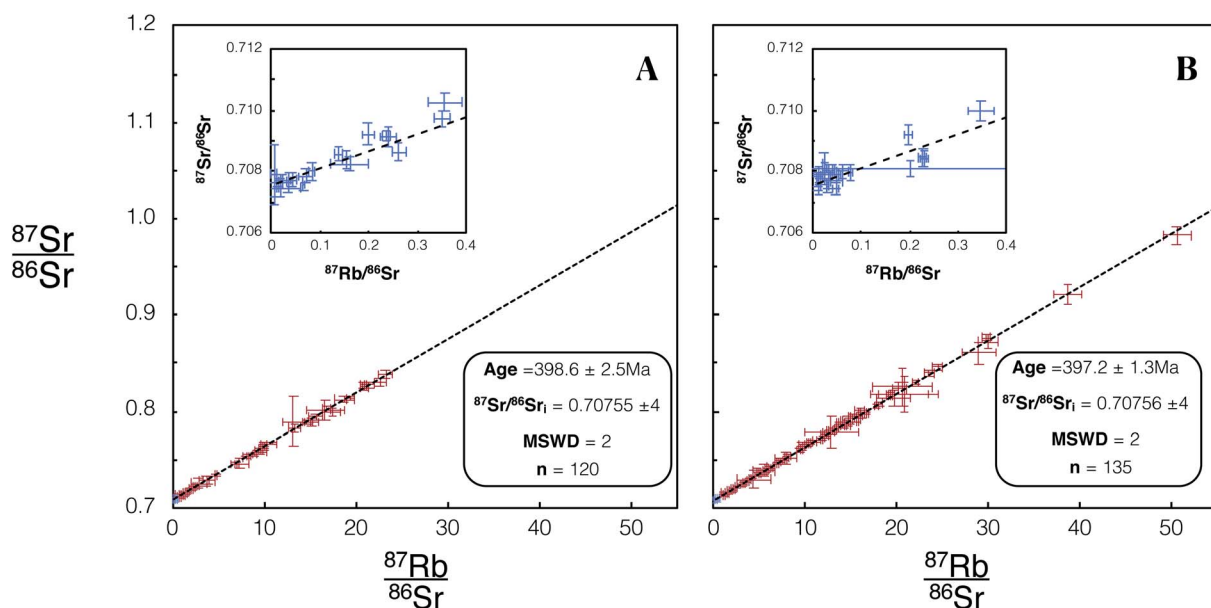 ⁸⁷Sr
⁸⁶Sr
1.2
1.1
1.0
0.9
0.8
0.7
A
⁸⁷Sr/⁸⁶Sr
0.712
0.710
0.708
0.706
0
0.1
0.2
0.3
0.4
⁸⁷Rb/⁸⁶Sr
Age =398.6 ± 2.5Ma
⁸⁷Sr/⁸⁶Srᵢ = 0.70755 ±4
MSWD = 2
n = 120
0
10
20
30
40
50
⁸⁷Rb
⁸⁶Sr
B
⁸⁷Sr/⁸⁶Sr
0.712
0.710
0.708
0.706
0
0.1
0.2
0.3
0.4
⁸⁷Rb/⁸⁶Sr
Age =397.2 ± 1.3Ma
⁸⁷Sr/⁸⁶Srᵢ = 0.70756 ±4
MSWD = 2
n = 135
0
10
20
30
40
50
⁸⁷Rb
⁸⁶Sr